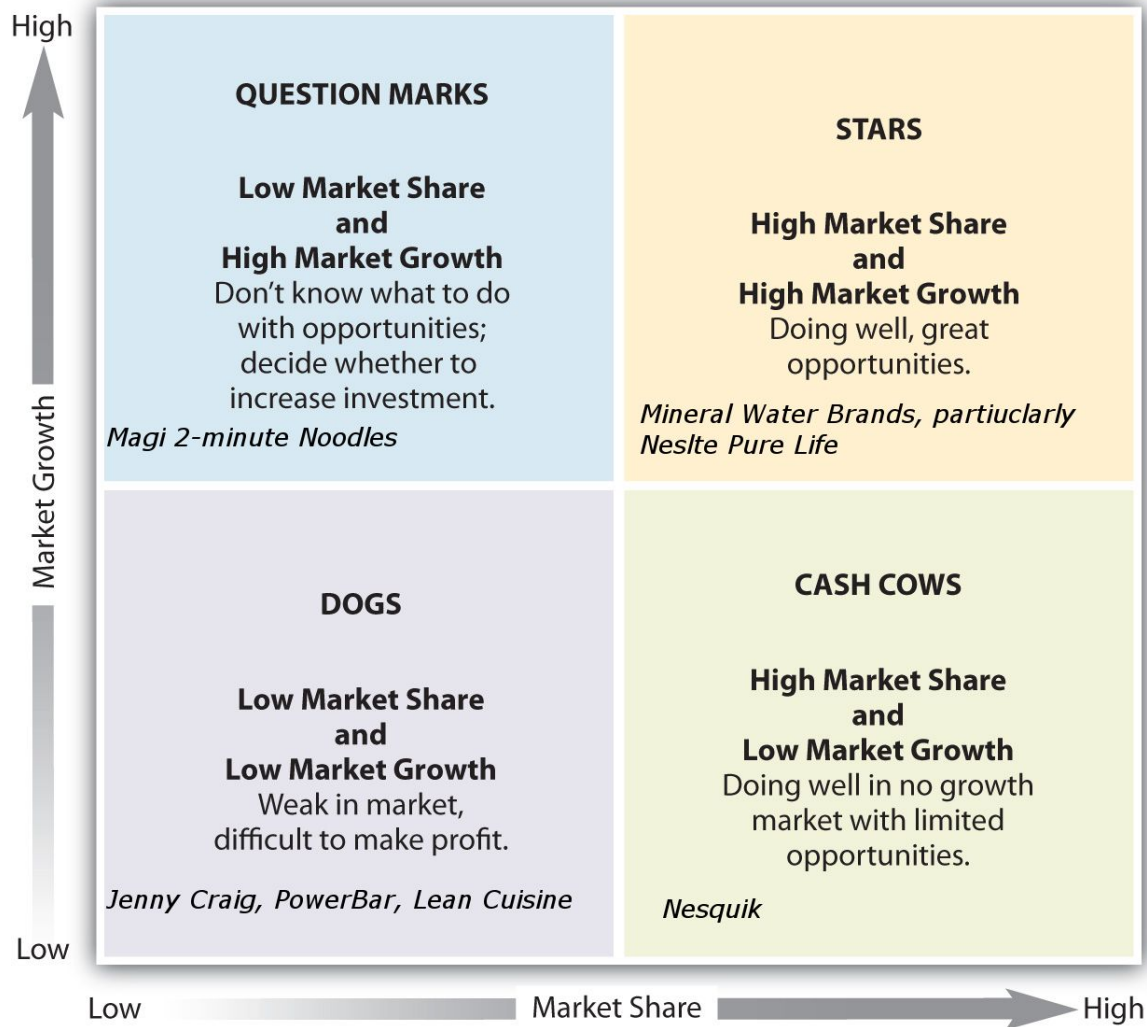 High
Market Growth
Low
QUESTION MARKS
Low Market Share
and
High Market Growth
Don't know what to do
with opportunities;
decide whether to
increase investment.
Magi 2-minute Noodles
STARS
High Market Share
and
High Market Growth
Doing well, great
opportunities.
Mineral Water Brands, partiuclarly
Neslte Pure Life
DOGS
Low Market Share
and
Low Market Growth
Weak in market,
difficult to make profit.
Jenny Craig, PowerBar, Lean Cuisine
CASH COWS
High Market Share
and
Low Market Growth
Doing well in no growth
market with limited
opportunities.
Nesquik
Low
Market Share
High